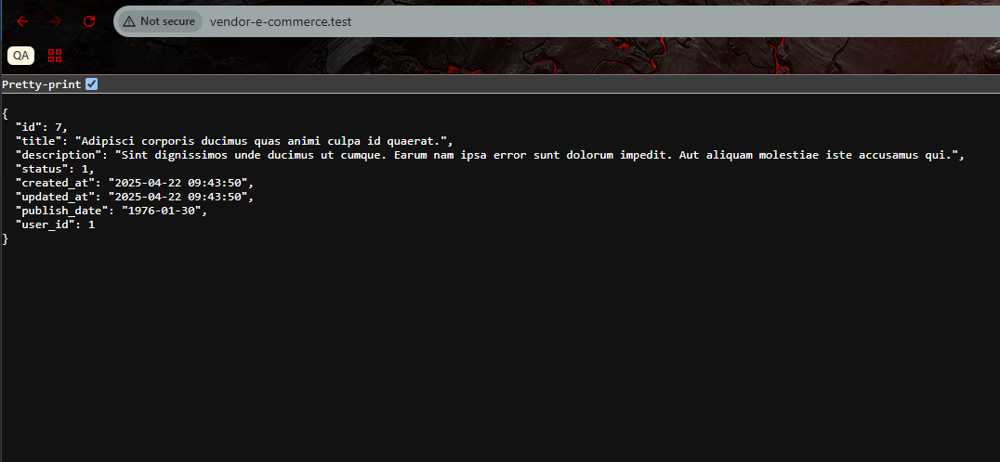 Not secure
vendor-e-commerce.test
QA
Pretty-print
{
  "id": 7,
  "title": "Adipisci corporis ducimus quas animi culpa id quaerat.",
  "description": "Sint dignissimos unde ducimus ut cumque. Earum nam ipsa error sunt dolorum impedit. Aut aliquam molestiae iste accusamus qui.",
  "status": 1,
  "created_at": "2025-04-22 09:43:50",
  "updated_at": "2025-04-22 09:43:50",
  "publish_date": "1976-01-30",
  "user_id": 1
}